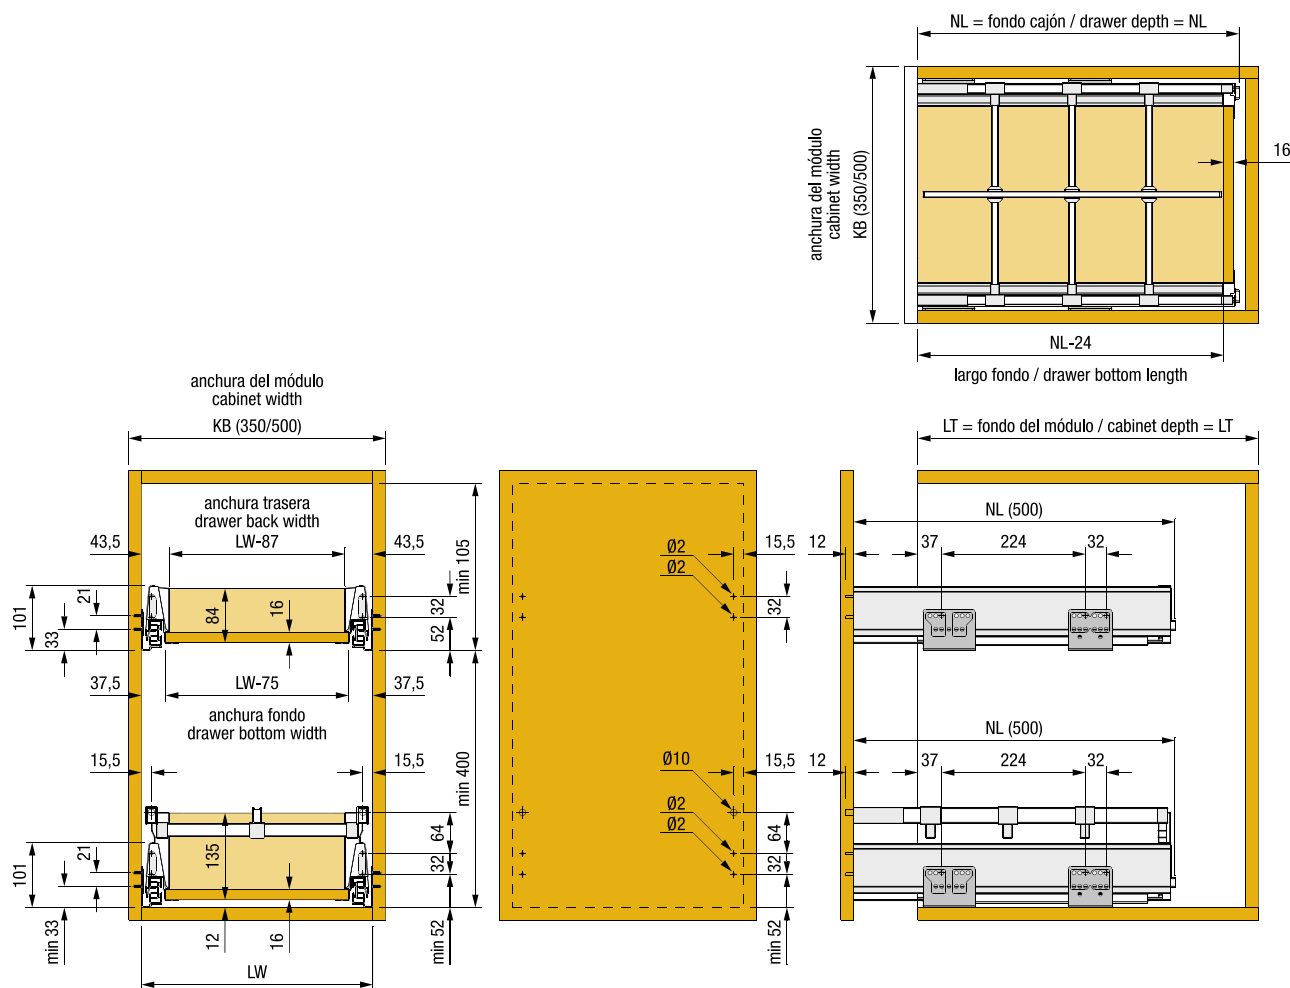 NL = fondo cajón / drawer depth = NL
anchura del módulo
cabinet width
KB (350/500)
16
NL-24
largo fondo / drawer bottom length
anchura del módulo
cabinet width
KB (350/500)
LT = fondo del módulo / cabinet depth = LT
anchura trasera
drawer back width
43,5
LW-87
43,5
min 105
Ø2
Ø2
15,5
12
NL (500)
37
224
32
101
21
33
84
16
32
52
32
37,5
LW-75
37,5
anchura fondo
drawer bottom width
15,5
15,5
min 400
Ø10
Ø2
Ø2
15,5
12
NL (500)
37
224
32
101
21
min 33
135
12
16
64
32
min 52
64
32
min 52
LW